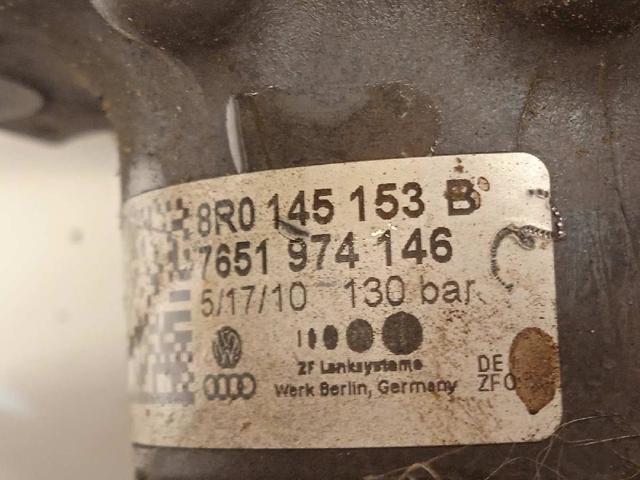 8R0 145 153 B
7651 974 146
5/17/10 130 bar
ZF Lenksysteme
Werk Berlin, Germany
DE
ZF